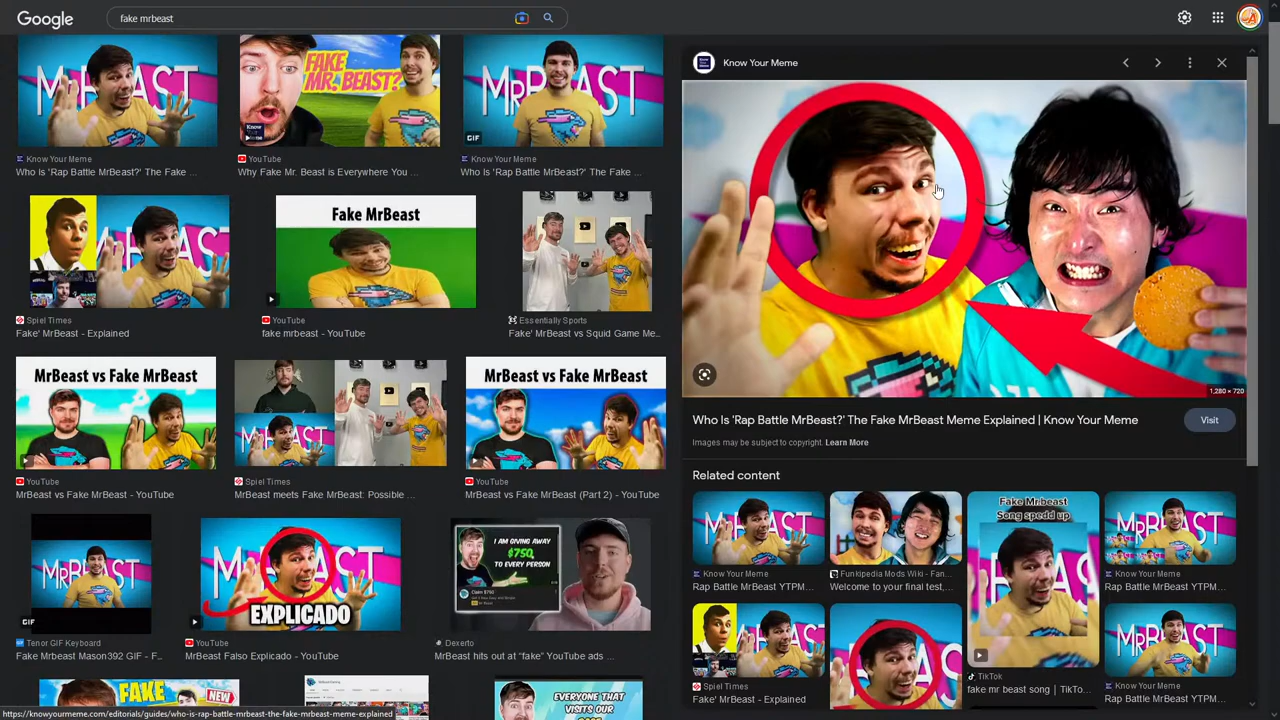 Google
fake mrbeast
Know Your Meme
Who Is 'Rap Battle MrBeast?' The Fake ...
FAKE
MR. BEAST?
YouTube
Why Fake Mr. Beast is Everywhere You ...
GIF
Know Your Meme
Who Is 'Rap Battle MrBeast?' The Fake ...
Spiel Times
Fake' MrBeast - Explained
Fake MrBeast
YouTube
fake mrbeast - YouTube
Essentially Sports
Fake' MrBeast vs Squid Game Me...
MrBeast vs Fake MrBeast
YouTube
MrBeast vs Fake MrBeast - YouTube
Spiel Times
MrBeast meets Fake MrBeast: Possible ...
MrBeast vs Fake MrBeast
YouTube
MrBeast vs Fake MrBeast (Part 2) - YouTube
GIF
Tenor GIF Keyboard
Fake Mrbeast Mason392 GIF - F...
EXPLICADO
YouTube
MrBeast Falso Explicado - YouTube
I AM GIVING AWAY
$750
TO EVERY PERSON
Dexerto
MrBeast hits out at “fake” YouTube ads ...
FAKE
NEW
EVERYONE THAT
VISITS OUR
https://knowyourmeme.com/editorials/guides/who-is-rap-battle-mrbeast-the-fake-mrbeast-meme-explained
Know Your Meme
1,280 × 720
Who Is 'Rap Battle MrBeast?' The Fake MrBeast Meme Explained | Know Your Meme
Visit
Images may be subject to copyright. Learn More
Related content
Know Your Meme
Rap Battle MrBeast YTPM...
Funkipedia Mods Wiki - Fan...
Welcome to your final test,...
Fake Mrbeast
Song spedd up
TikTok
fake mr beast song | TikTo...
Know Your Meme
Rap Battle MrBeast YTPM...
Spiel Times
Fake' MrBeast - Explained
Know Your Meme
Rap Battle MrBeast YTPM...